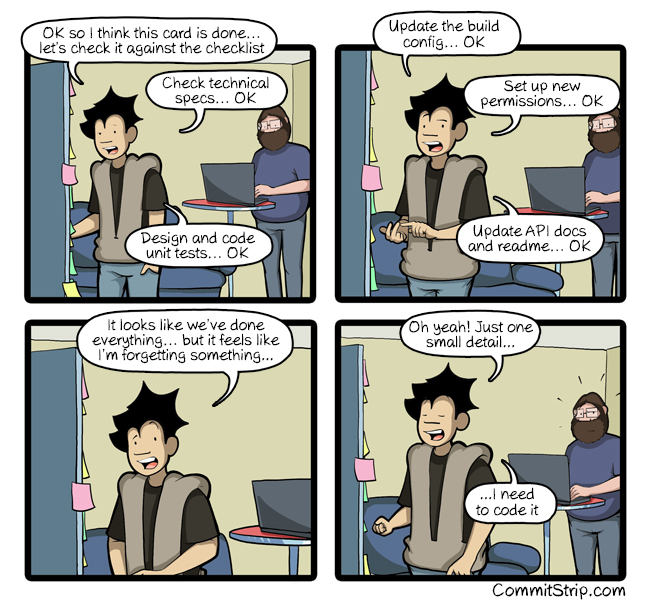 OK so I think this card is done...
let's check it against the checklist
Check technical
specs... OK
Design and code
unit tests... OK
Update the build
config... OK
Set up new
permissions... OK
Update API docs
and readme... OK
It looks like we've done
everything... but it feels like
I'm forgetting something...
Oh yeah! Just one
small detail...
...I need
to code it
CommitStrip.com